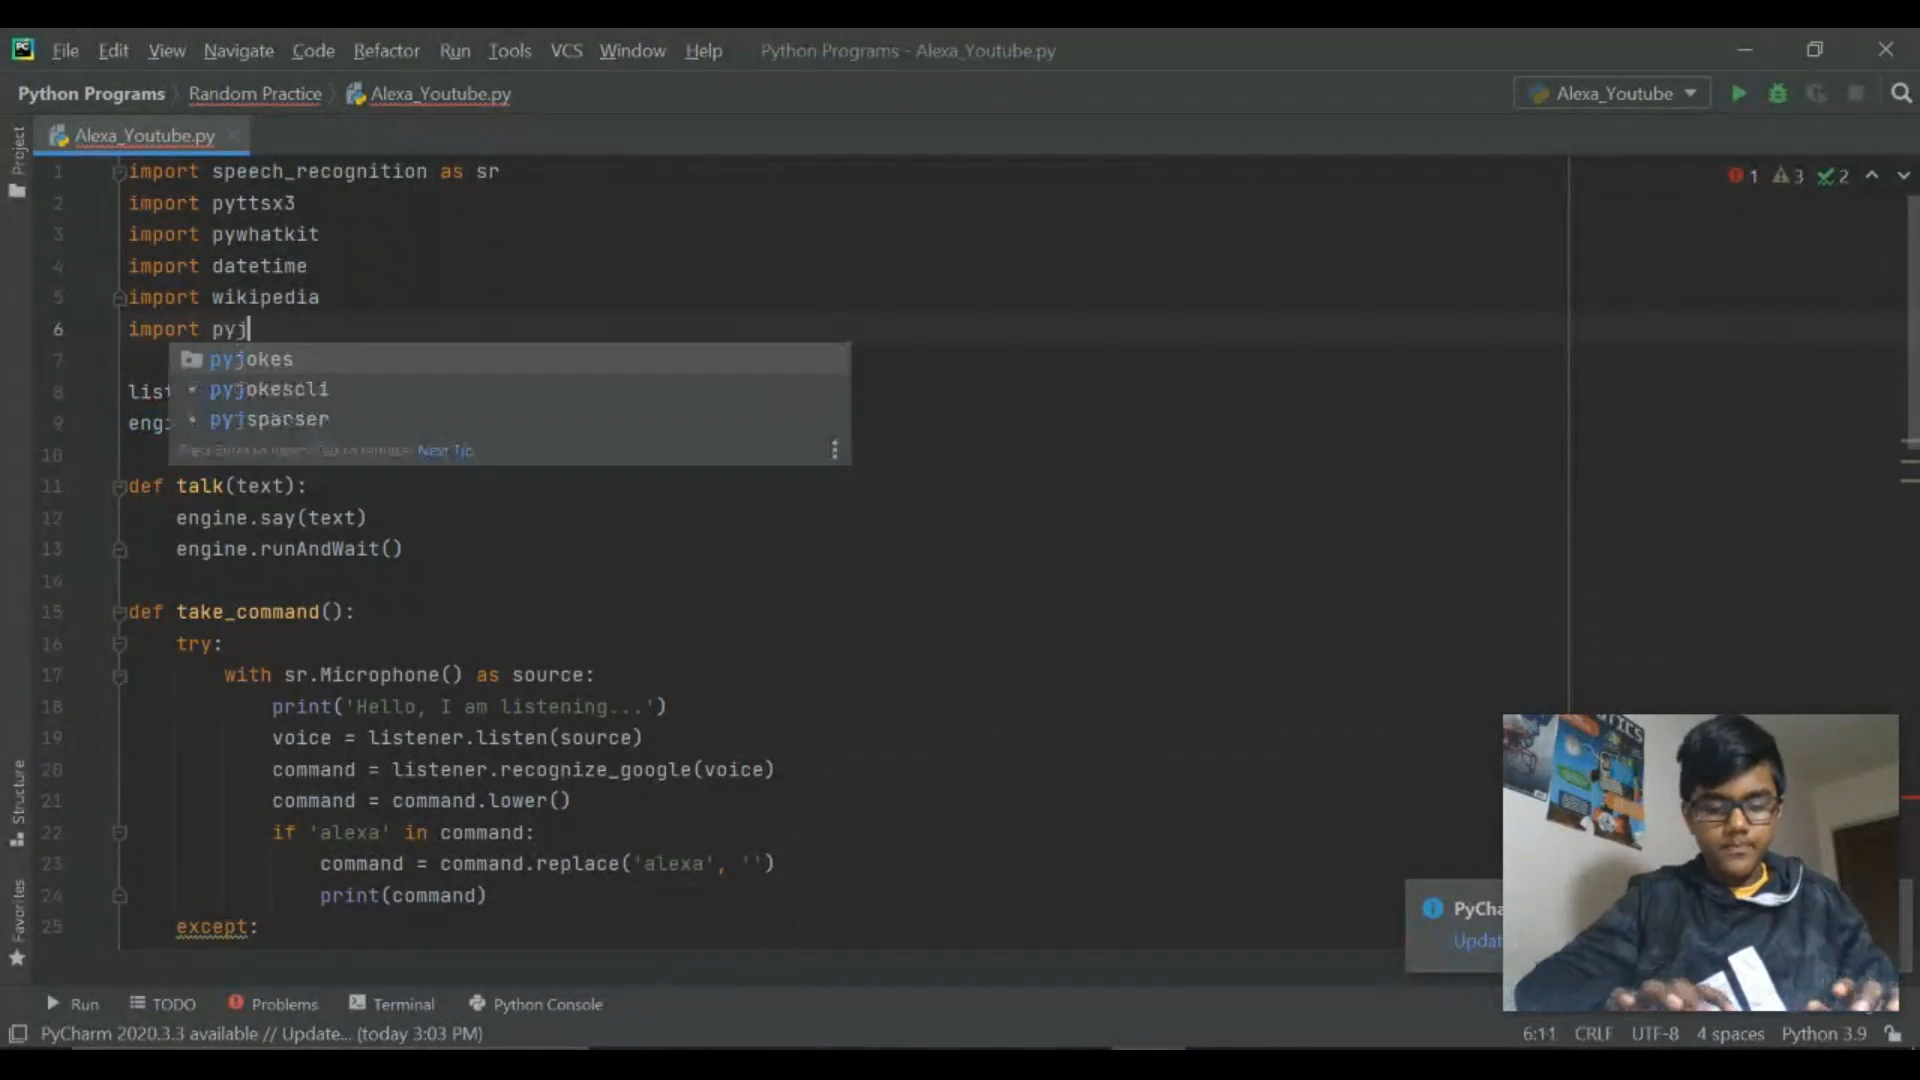 PC File Edit View Navigate Code Refactor Run Tools VCS Window Help Python Programs - Alexa_Youtube.py
Python Programs Random Practice Alexa_Youtube.py Alexa_Youtube
Project
Alexa_Youtube.py
1 import speech_recognition as sr
1 3 2
2 import pyttsx3
3 import pywhatkit
4 import datetime
5 import wikipedia
6 import pyj
7 pyjokes
8 list pyjokescli
9 engi pyjsparser
10 Next Tip
11 def talk(text):
12 engine.say(text)
13 engine.runAndWait()
14
15 def take_command():
16 try:
17 with sr.Microphone() as source:
18 print('Hello, I am listening...')
19 voice = listener.listen(source)
20 command = listener.recognize_google(voice)
21 command = command.lower()
22 if 'alexa' in command:
23 command = command.replace('alexa', '')
24 print(command)
25 except:
Structure
Favorites
PyCha
Updat
Run TODO Problems Terminal Python Console
PyCharm 2020.3.3 available // Update... (today 3:03 PM) 6:11 CRLF UTF-8 4 spaces Python 3.9